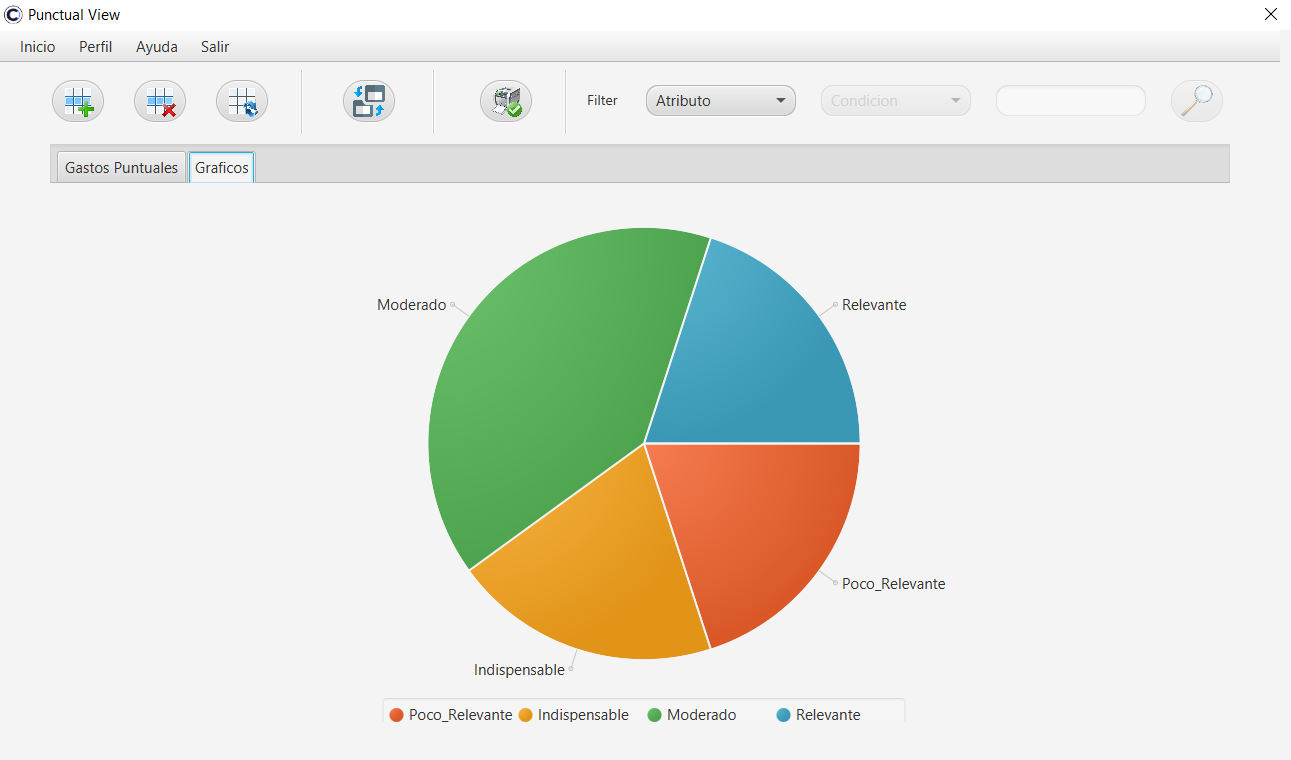 Punctual View
Inicio Perfil Ayuda Salir
Filter Atributo Condicion
Gastos Puntuales Graficos
Moderado Relevante
Poco_Relevante
Indispensable
Poco_Relevante Indispensable Moderado Relevante